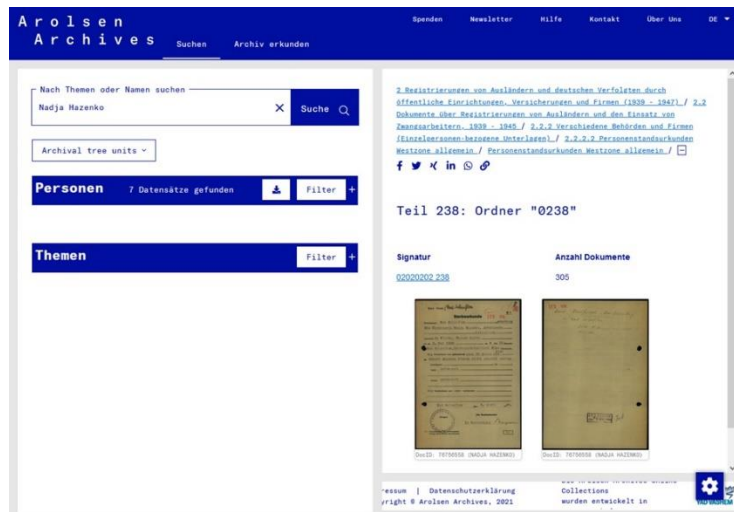 Arolsen
Archives
Suchen
Archiv erkunden
Spenden
Newsletter
Hilfe
Kontakt
Über Uns
DE
Nach Themen oder Namen suchen
Nadja Hazenko
Suche
Archival tree units
Personen
7 Datensätze gefunden
Filter +
Themen
Filter +
2 Registrierungen von Ausländern und deutschen Verfolgten durch
öffentliche Einrichtungen, Versicherungen und Firmen (1939 - 1947) / 2.2
Dokumente über Registrierungen von Ausländern und den Einsatz von
Zwangsarbeitern, 1939 - 1945 / 2.2.2 Verschiedene Behörden und Firmen
(Einzelpersonen-bezogene Unterlagen) / 2.2.2.2 Personenstandsurkunden
Westzone allgemein / Personenstandsurkunden Westzone allgemein /
Teil 238: Ordner "0238"
Signatur
Anzahl Dokumente
02020202 238
305
DocID: 76756558 (NADJA HAZENKO)
DocID: 76756558 (NADJA HAZENKO)
ressum | Datenschutzerklärung
yright © Arolsen Archives, 2021
Collections
wurden entwickelt in
YAD VASHEM